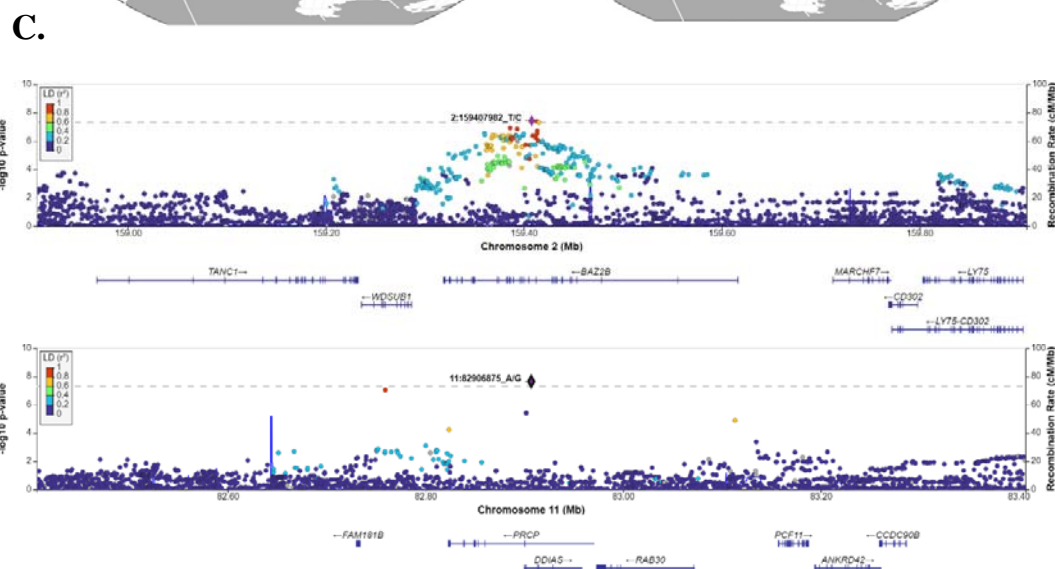 C.
10
100
LD (r²)
1
0.8
0.6
0.4
0.2
0
2:159407982_T/C
8
6
4
2
0
80
60
40
20
0
-log10 p-value
Recombination Rate (cM/Mb)
159.00 159.20 159.40 159.60 159.80
Chromosome 2 (Mb)
TANC1→ ←BAZ2B MARCHF7→ ←LY75
←WDSUB1 ←CD302
←LY75-CD302
10
100
LD (r²)
1
0.8
0.6
0.4
0.2
0
11:82906875_A/G
8
6
4
2
0
80
60
40
20
0
-log10 p-value
Recombination Rate (cM/Mb)
82.60 82.80 83.00 83.20 83.40
Chromosome 11 (Mb)
←FAM181B ←PRCP PCF11→ ←CCDC90B
DDIAS→ ←RAB30 ANKRD42→